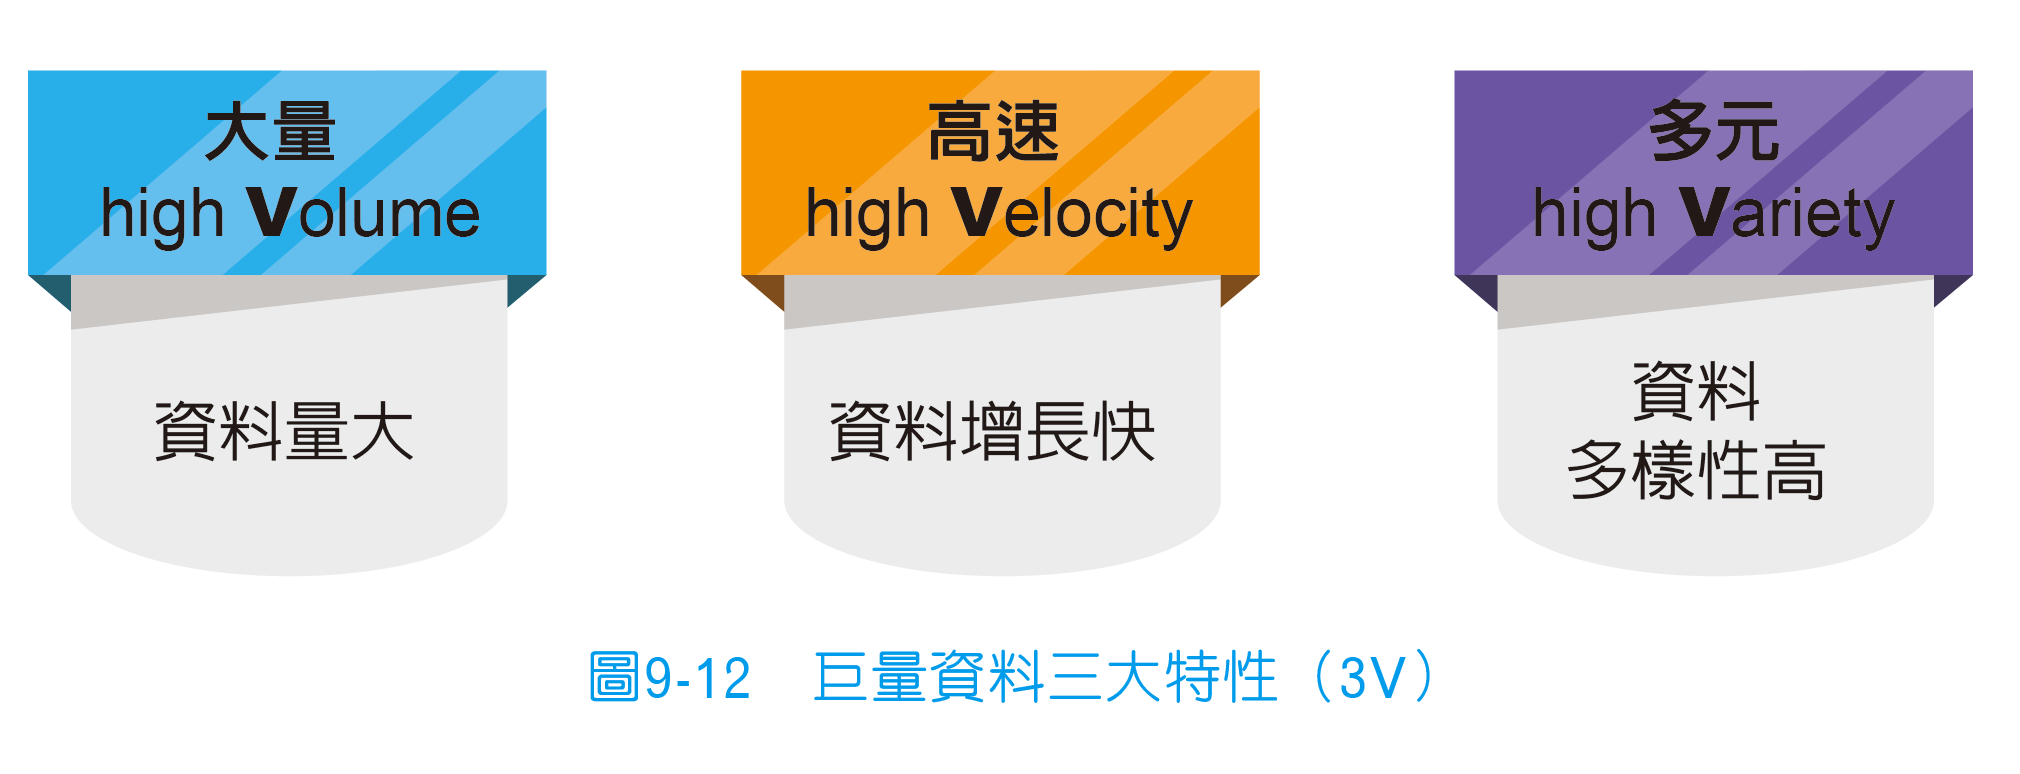 大量
high Volume
資料量大
高速
high Velocity
資料增長快
多元
high Variety
資料
多樣性高
圖9-12　巨量資料三大特性（3V）